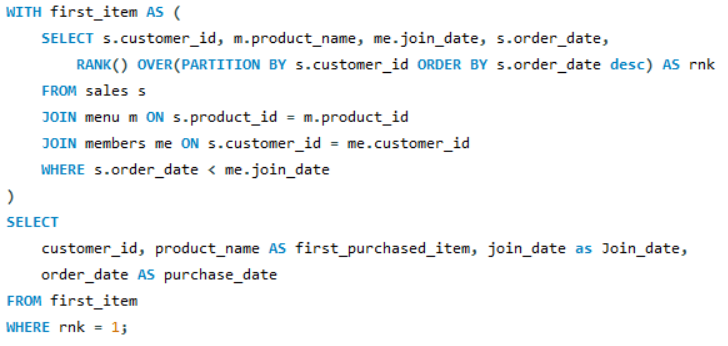 WITH first_item AS (
    SELECT s.customer_id, m.product_name, me.join_date, s.order_date,
        RANK() OVER(PARTITION BY s.customer_id ORDER BY s.order_date desc) AS rnk
    FROM sales s
    JOIN menu m ON s.product_id = m.product_id
    JOIN members me ON s.customer_id = me.customer_id
    WHERE s.order_date < me.join_date
)
SELECT
    customer_id, product_name AS first_purchased_item, join_date as Join_date,
    order_date AS purchase_date
FROM first_item
WHERE rnk = 1;